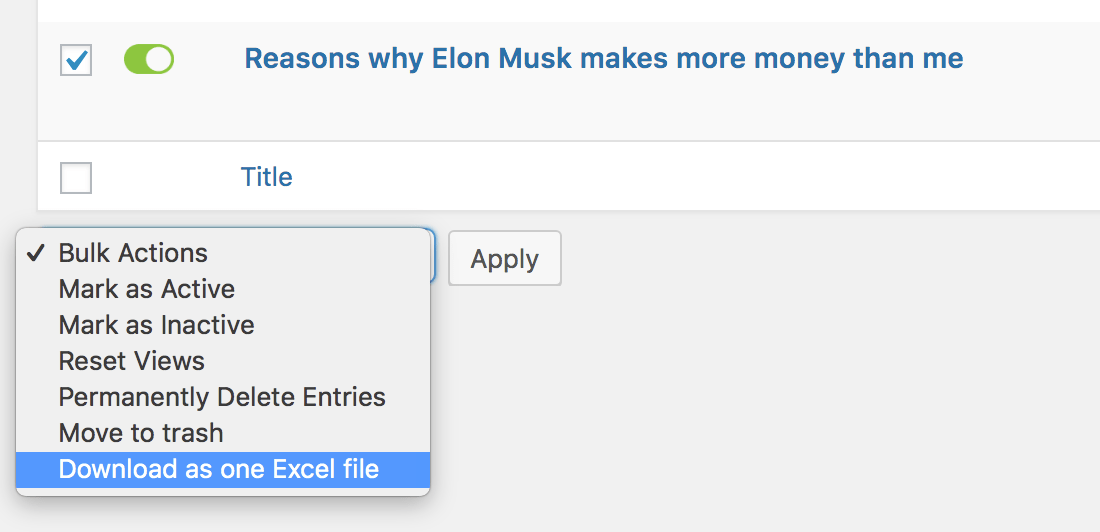 Reasons why Elon Musk makes more money than me
Title
Bulk Actions
Apply
Mark as Active
Mark as Inactive
Reset Views
Permanently Delete Entries
Move to trash
Download as one Excel file